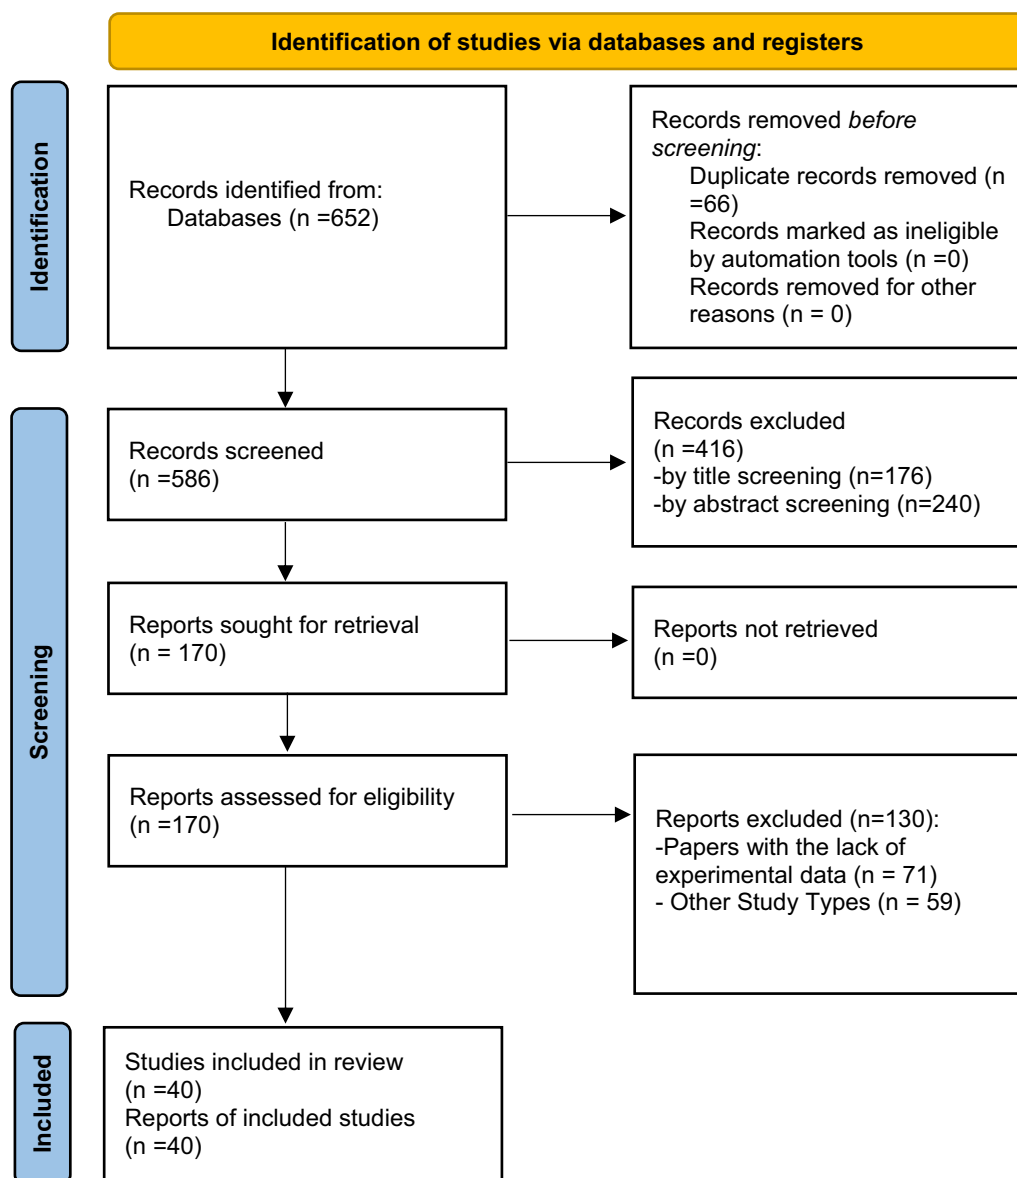 Identification of studies via databases and registers
Identification
Records identified from:
Databases (n =652)
Records removed before
screening:
Duplicate records removed (n
=66)
Records marked as ineligible
by automation tools (n =0)
Records removed for other
reasons (n = 0)
Screening
Records screened
(n =586)
Records excluded
(n =416)
-by title screening (n=176)
-by abstract screening (n=240)
Reports sought for retrieval
(n = 170)
Reports not retrieved
(n =0)
Reports assessed for eligibility
(n =170)
Reports excluded (n=130):
-Papers with the lack of
experimental data (n = 71)
- Other Study Types (n = 59)
Included
Studies included in review
(n =40)
Reports of included studies
(n =40)